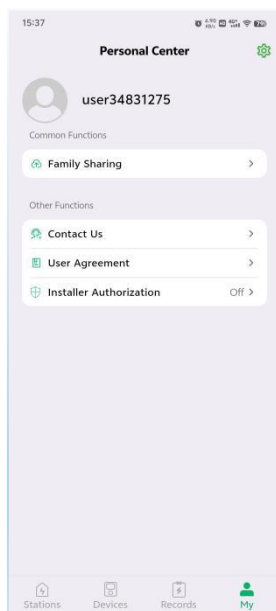 15:37
Personal Center
user34831275
Common Functions
Family Sharing
Other Functions
Contact Us
User Agreement
Installer Authorization Off
Stations Devices Records My